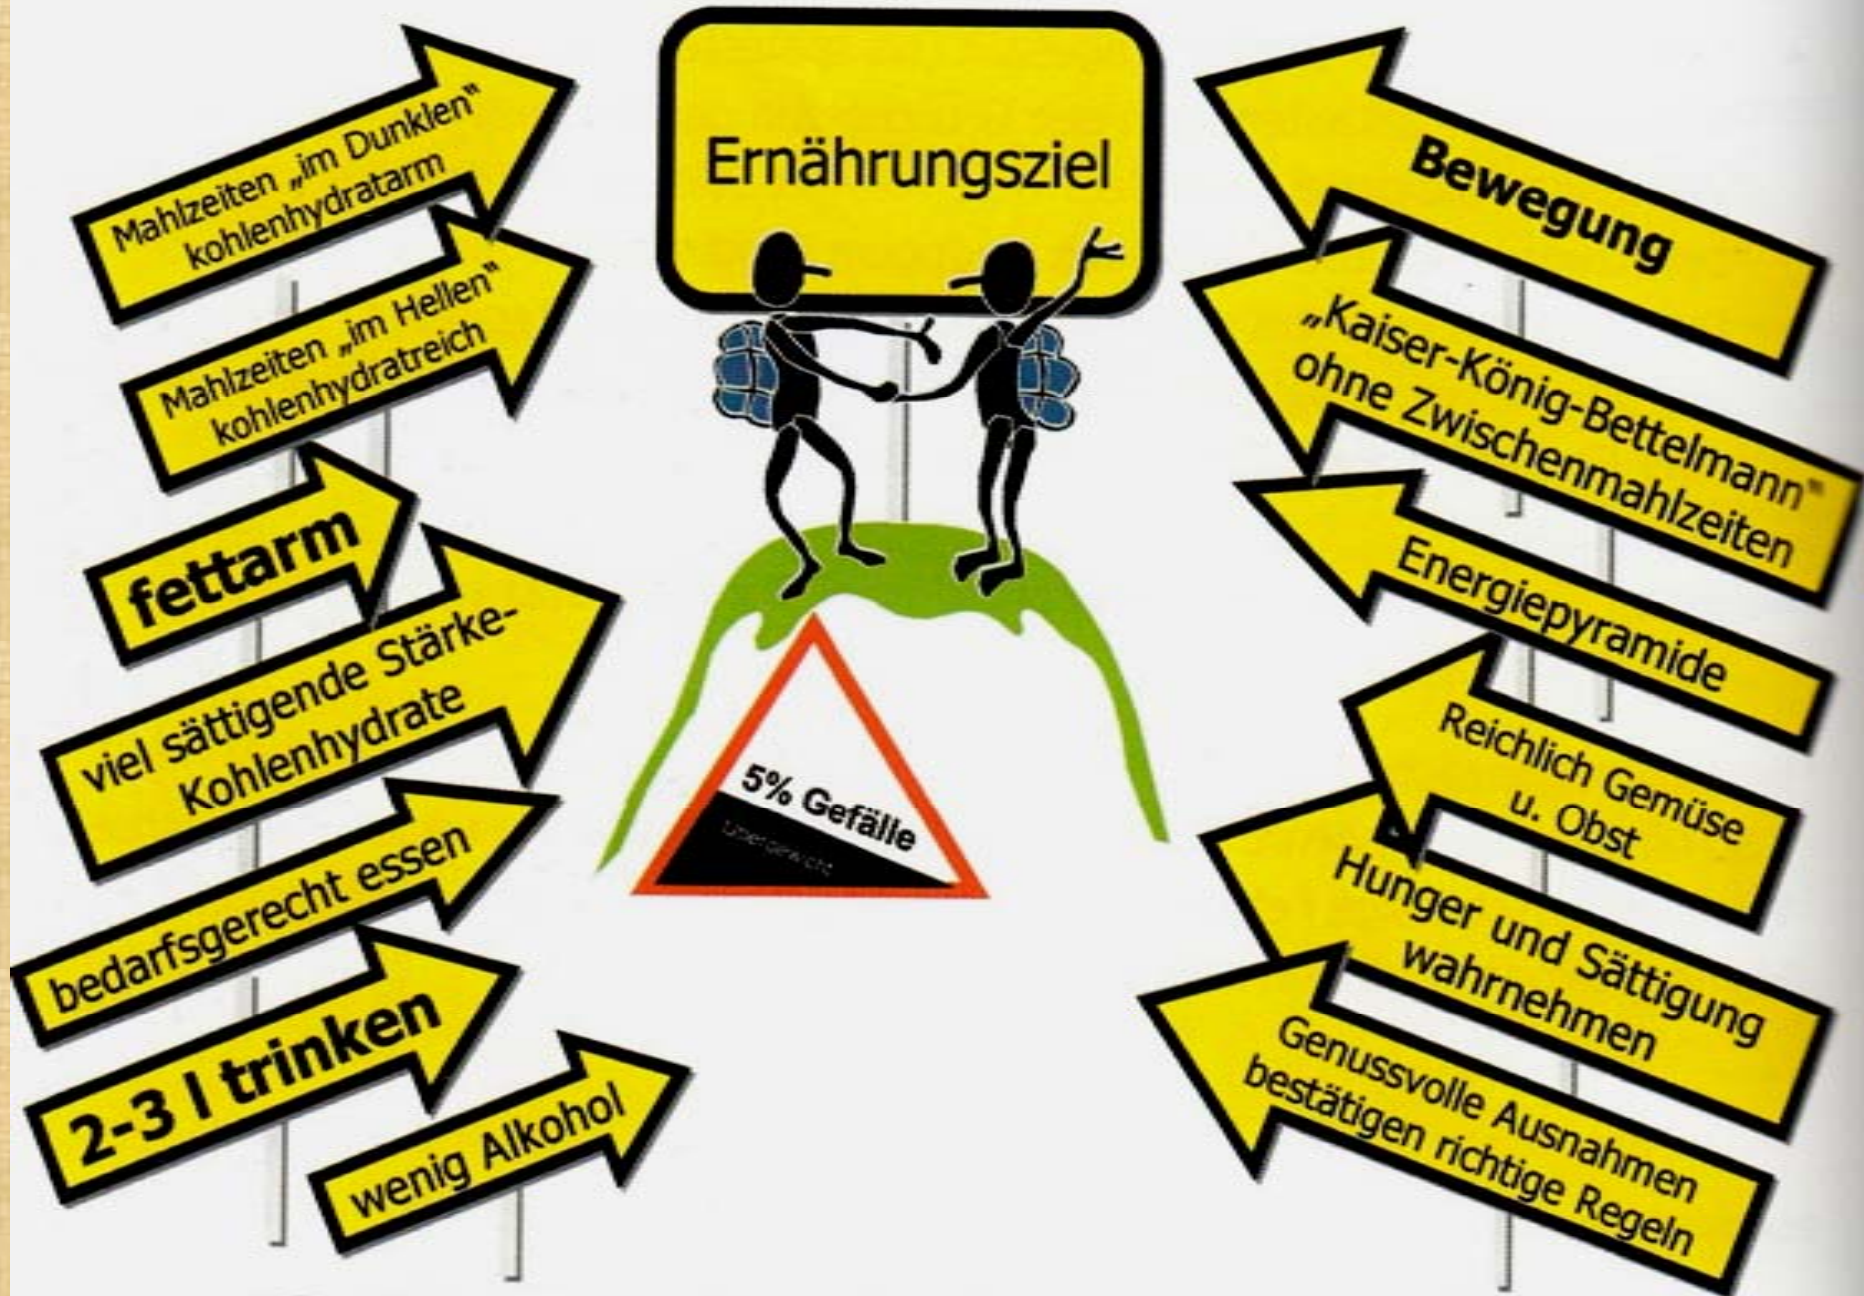 Ernährungsziel
Mahlzeiten „im Dunklen“
kohlenhydratarm
Mahlzeiten „im Hellen“
kohlenhydratreich
fettarm
viel sättigende Stärke-
Kohlenhydrate
bedarfsgerecht essen
2-3 l trinken
wenig Alkohol
5% Gefälle
Übergewicht
Bewegung
„Kaiser-König-Bettelmann“
ohne Zwischenmahlzeiten
Energiepyramide
Reichlich Gemüse
u. Obst
Hunger und Sättigung
wahrnehmen
Genussvolle Ausnahmen
bestätigen richtige Regeln